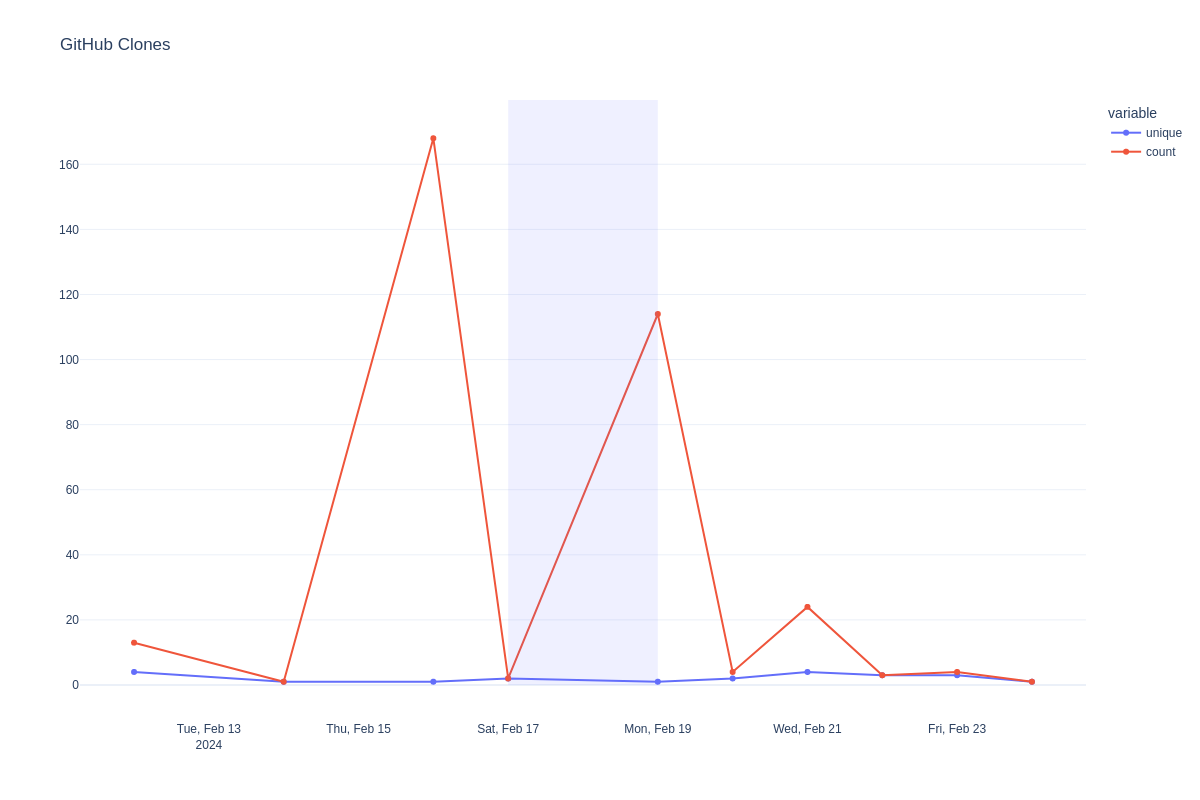 GitHub Clones
variable
unique
count
160
140
120
100
80
60
40
20
0
Tue, Feb 13
2024
Thu, Feb 15
Sat, Feb 17
Mon, Feb 19
Wed, Feb 21
Fri, Feb 23